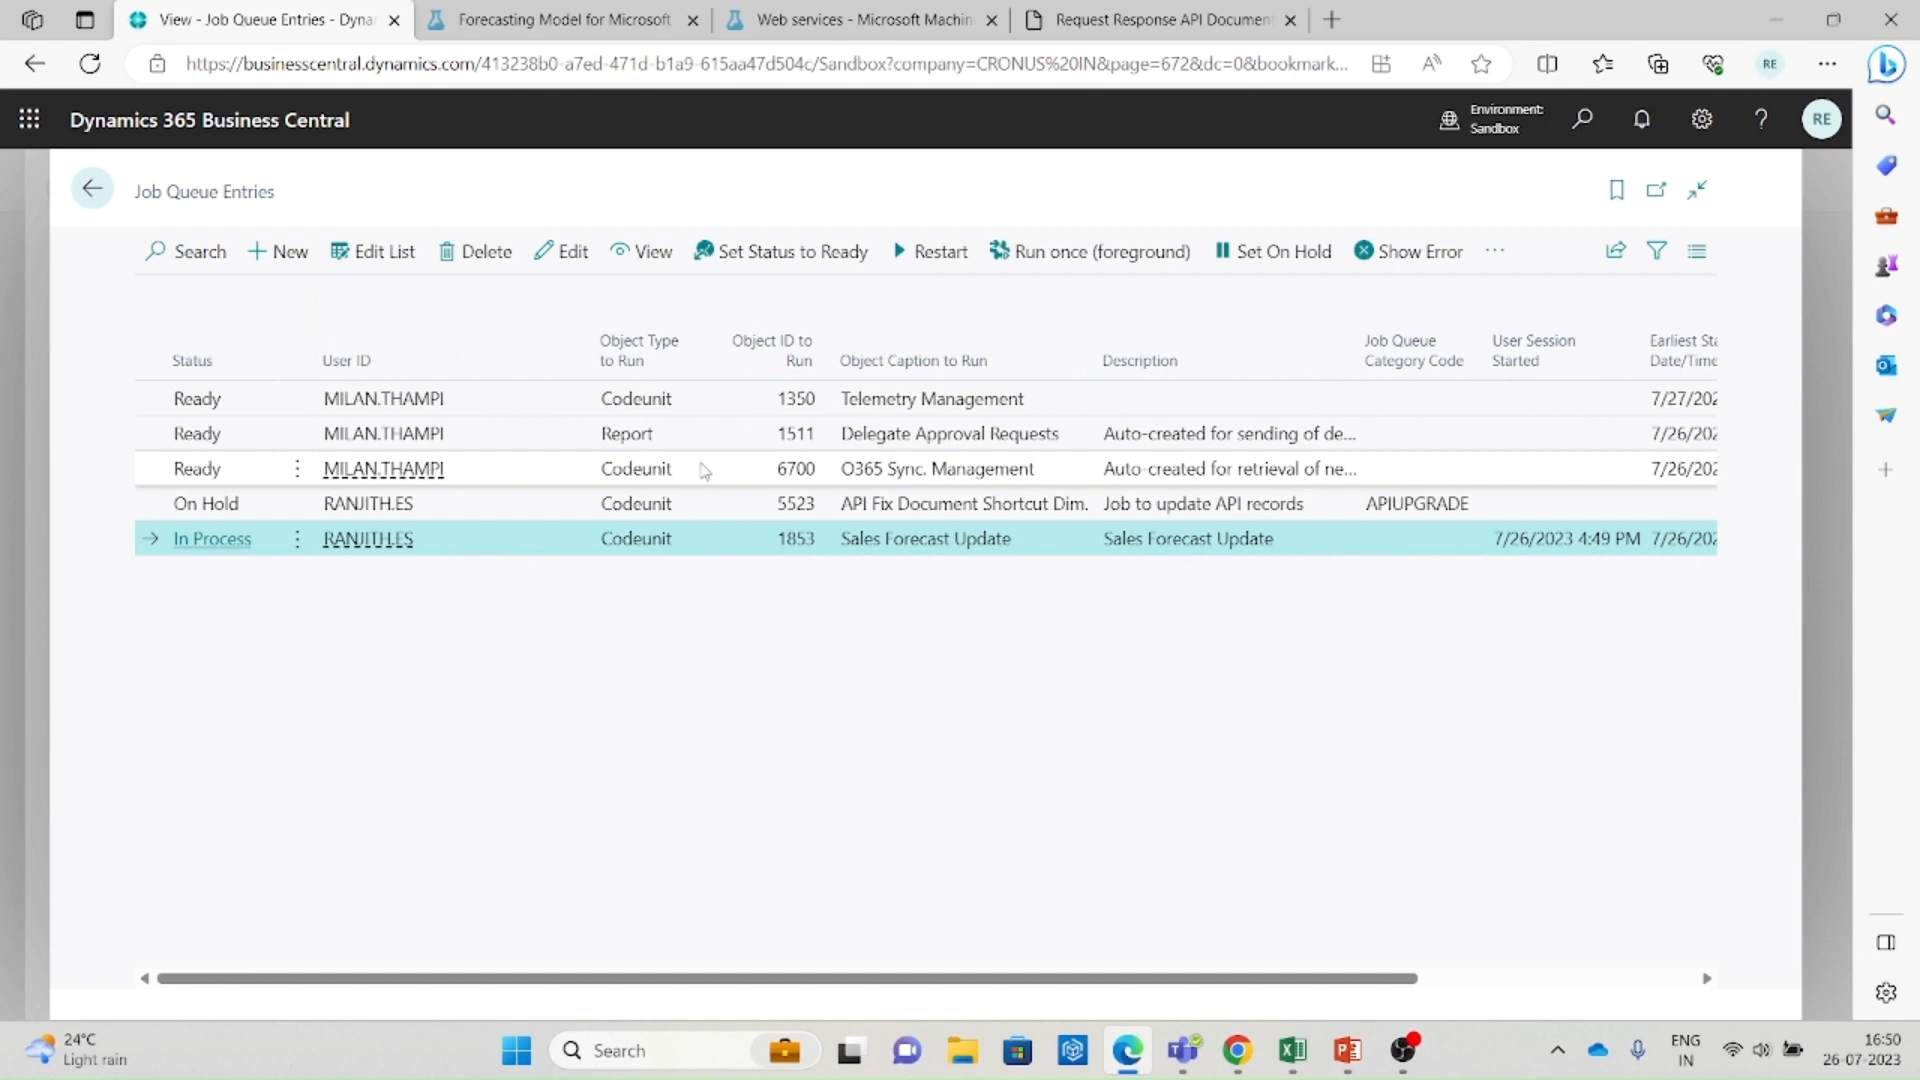 View - Job Queue Entries - Dyna
Forecasting Model for Microsoft
Web services - Microsoft Machin
Request Response API Documen
https://businesscentral.dynamics.com/413238b0-a7ed-471d-b1a9-615aa47d504c/Sandbox?company=CRONUS%20IN&page=672&dc=0&bookmark...
RE
Dynamics 365 Business Central
Environment:
Sandbox
RE
Job Queue Entries
Search
New
Edit List
Delete
Edit
View
Set Status to Ready
Restart
Run once (foreground)
Set On Hold
Show Error
Status
User ID
Object Type
to Run
Object ID to
Run
Object Caption to Run
Description
Job Queue
Category Code
User Session
Started
Earliest Sta
Date/Time
Ready MILAN.THAMPI Codeunit 1350 Telemetry Management 7/27/202
Ready MILAN.THAMPI Report 1511 Delegate Approval Requests Auto-created for sending of de... 7/26/202
Ready MILAN.THAMPI Codeunit 6700 O365 Sync. Management Auto-created for retrieval of ne... 7/26/202
On Hold RANJITH.ES Codeunit 5523 API Fix Document Shortcut Dim. Job to update API records APIUPGRADE
In Process RANJITH.ES Codeunit 1853 Sales Forecast Update Sales Forecast Update 7/26/2023 4:49 PM 7/26/202
24°C
Light rain
Search
ENG
IN
16:50
26-07-2023